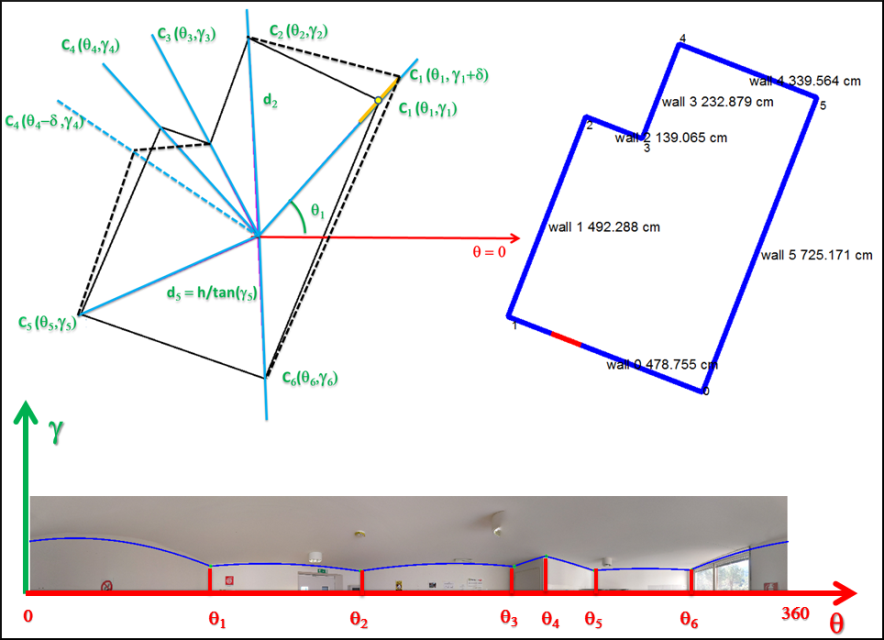 C₂ (θ₂,γ₂)
C₃ (θ₃,γ₃)
C₄ (θ₄,γ₄)
C₁ (θ₁, γ₁+δ)
C₁ (θ₁,γ₁)
d₂
C₄ (θ₄–δ ,γ₄)
θ₁
θ = 0
d₅ = h/tan(γ₅)
C₅ (θ₅,γ₅)
C₆(θ₆,γ₆)
4
wall 4 339.564 cm
5
wall 3 232.879 cm
2
wall 2 139.065 cm
3
wall 1 492.288 cm
wall 5 725.171 cm
1
wall 0 478.755 cm
0
γ
0
θ₁
θ₂
θ₃
θ₄
θ₅
θ₆
360
θ